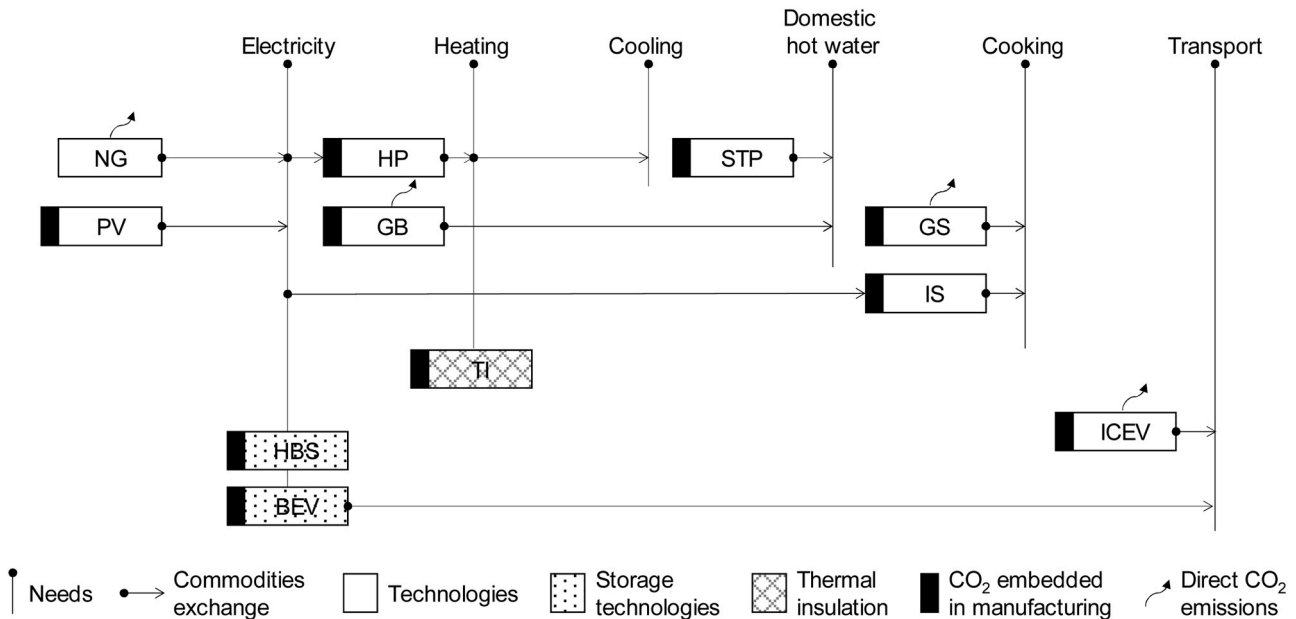 Electricity
Heating
Cooling
Domestic
hot water
Cooking
Transport
NG
HP
STP
PV
GB
GS
IS
TI
ICEV
HBS
BEV
Needs
Commodities
exchange
Technologies
Storage
technologies
Thermal
insulation
CO₂ embedded
in manufacturing
Direct CO₂
emissions